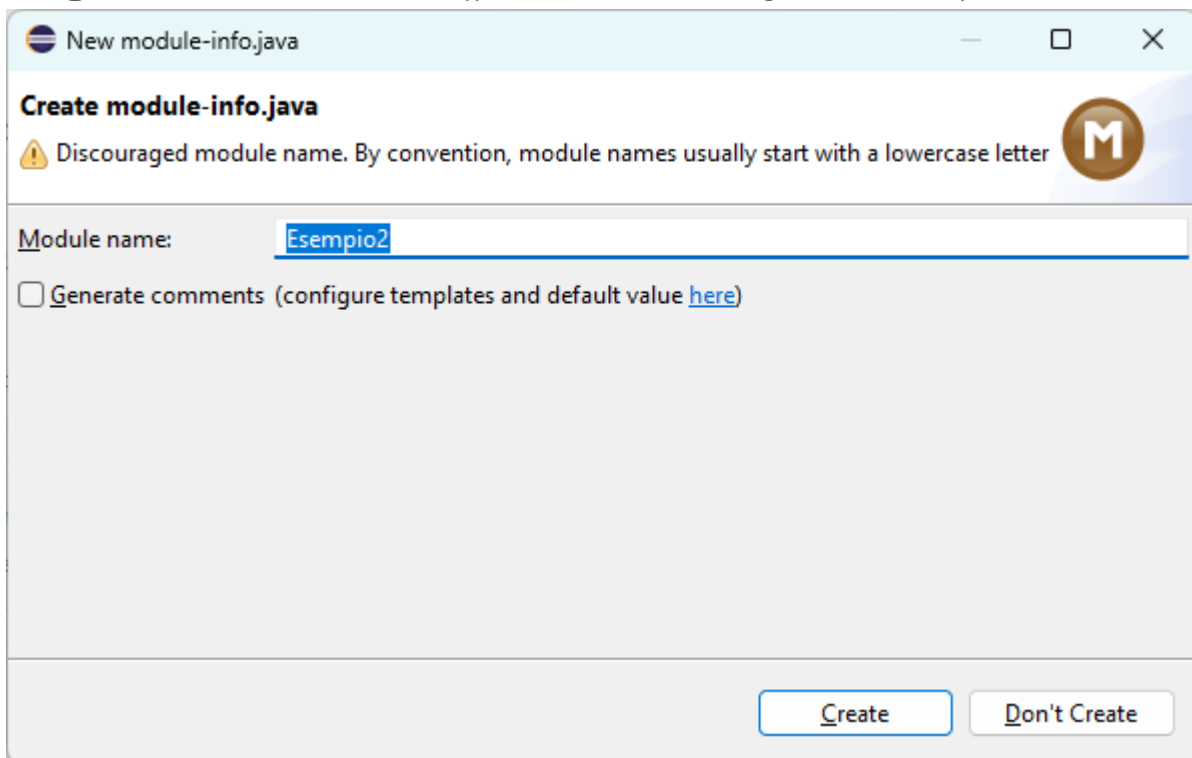 New module-info.java
Create module-info.java
Discouraged module name. By convention, module names usually start with a lowercase letter
M
Module name: Esempio2
Generate comments (configure templates and default value here)
Create Don't Create